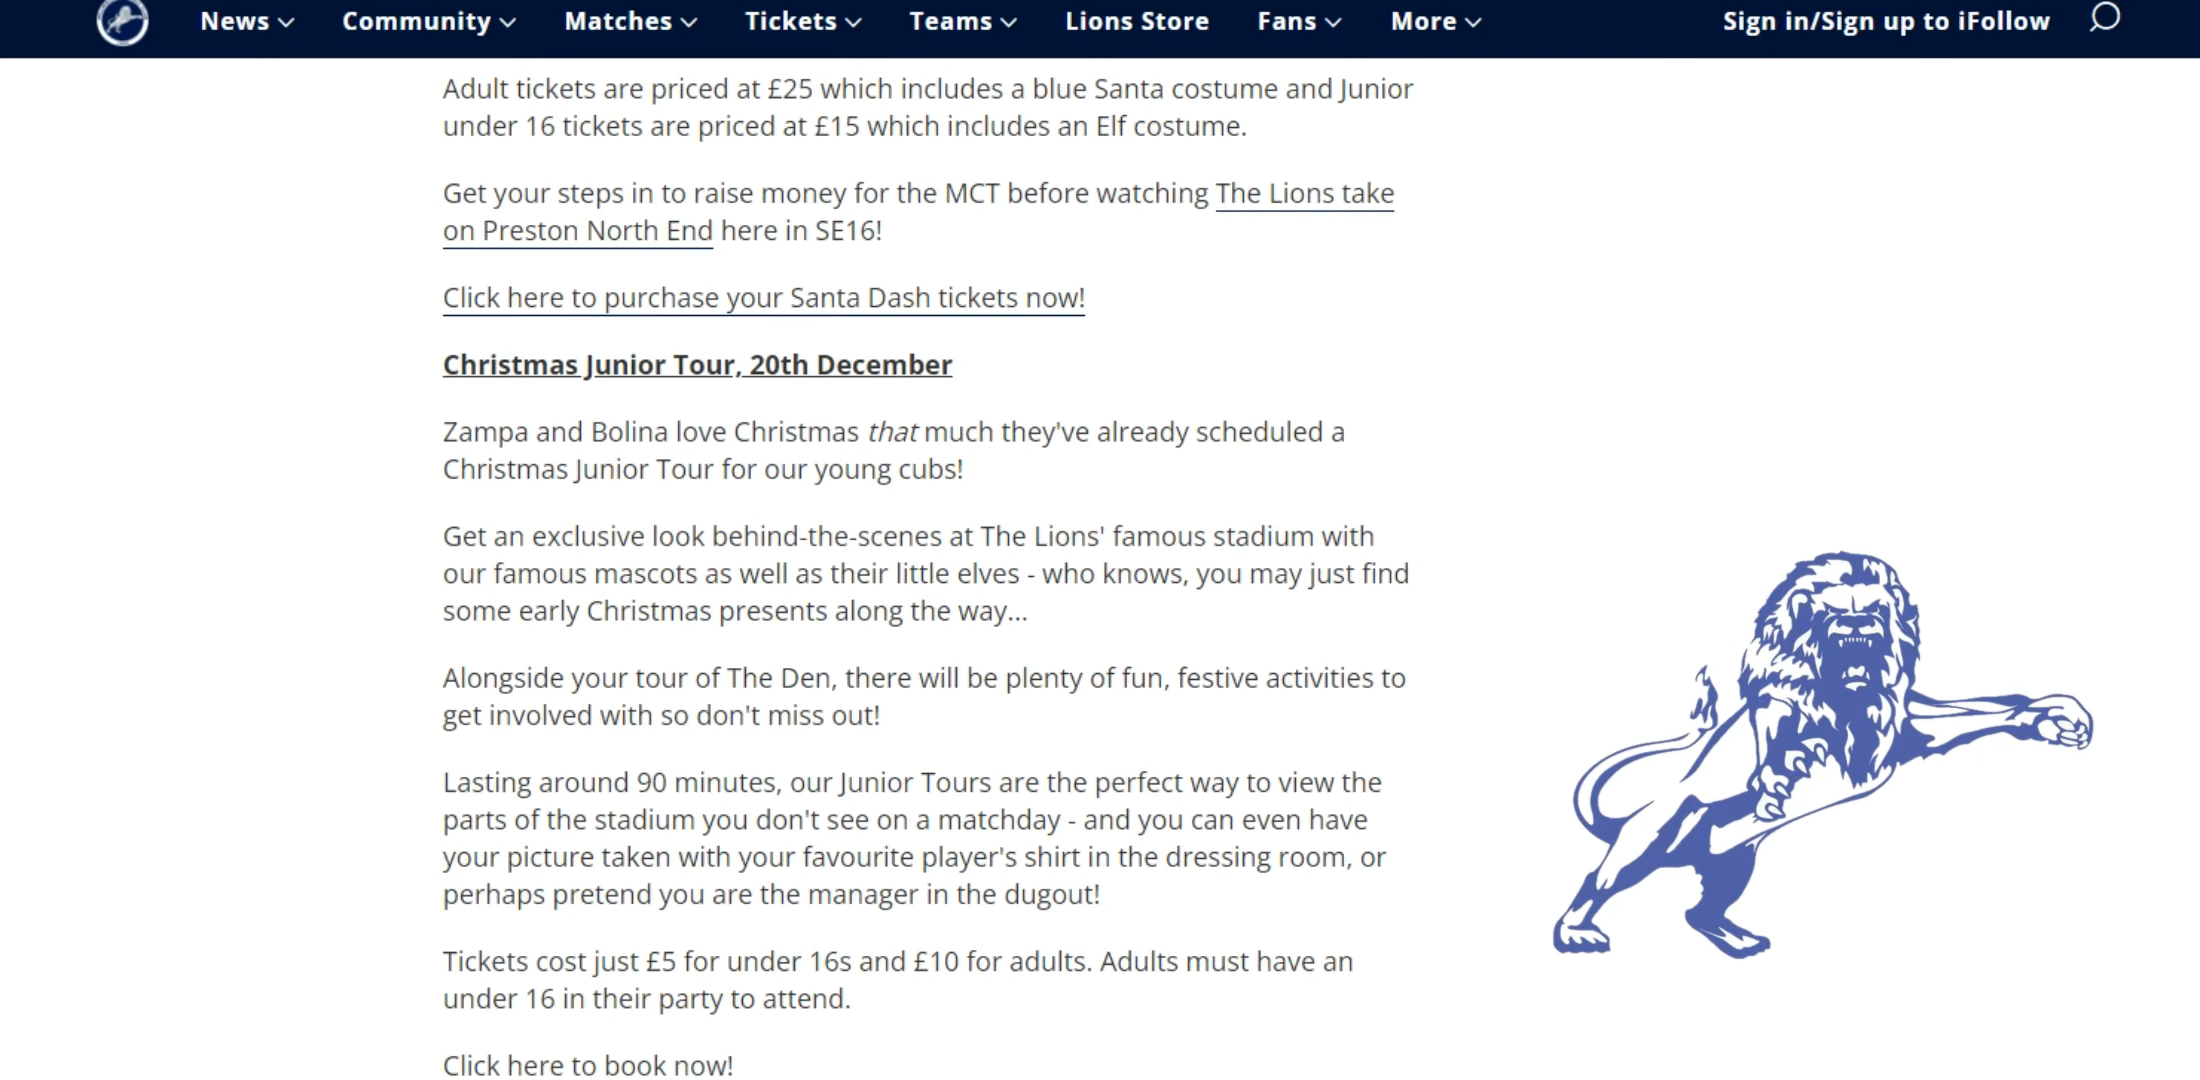 News Community Matches Tickets Teams Lions Store Fans More Sign in/Sign up to iFollow
Adult tickets are priced at £25 which includes a blue Santa costume and Junior
under 16 tickets are priced at £15 which includes an Elf costume.
Get your steps in to raise money for the MCT before watching The Lions take
on Preston North End here in SE16!
Click here to purchase your Santa Dash tickets now!
Christmas Junior Tour, 20th December
Zampa and Bolina love Christmas that much they've already scheduled a
Christmas Junior Tour for our young cubs!
Get an exclusive look behind-the-scenes at The Lions' famous stadium with
our famous mascots as well as their little elves - who knows, you may just find
some early Christmas presents along the way...
Alongside your tour of The Den, there will be plenty of fun, festive activities to
get involved with so don't miss out!
Lasting around 90 minutes, our Junior Tours are the perfect way to view the
parts of the stadium you don't see on a matchday - and you can even have
your picture taken with your favourite player's shirt in the dressing room, or
perhaps pretend you are the manager in the dugout!
Tickets cost just £5 for under 16s and £10 for adults. Adults must have an
under 16 in their party to attend.
Click here to book now!